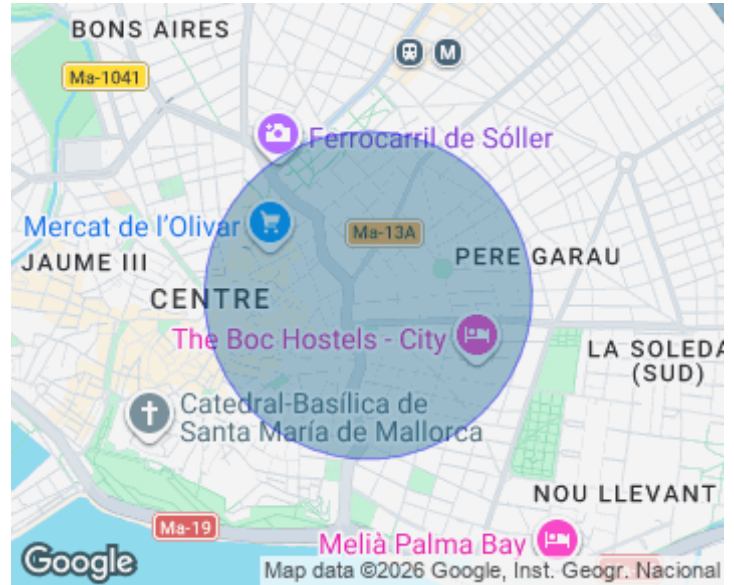 BONS AIRES
Ma-1041
M
Ferrocarril de Sóller
Mercat de l'Olivar
Ma-13A
JAUME III
PERE GARAU
CENTRE
The Boc Hostels - City
LA SOLEDA
(SUD)
Catedral-Basílica de
Santa María de Mallorca
NOU LLEVANT
Ma-19
Melià Palma Bay
Google
Map data ©2026 Google, Inst. Geogr. Nacional